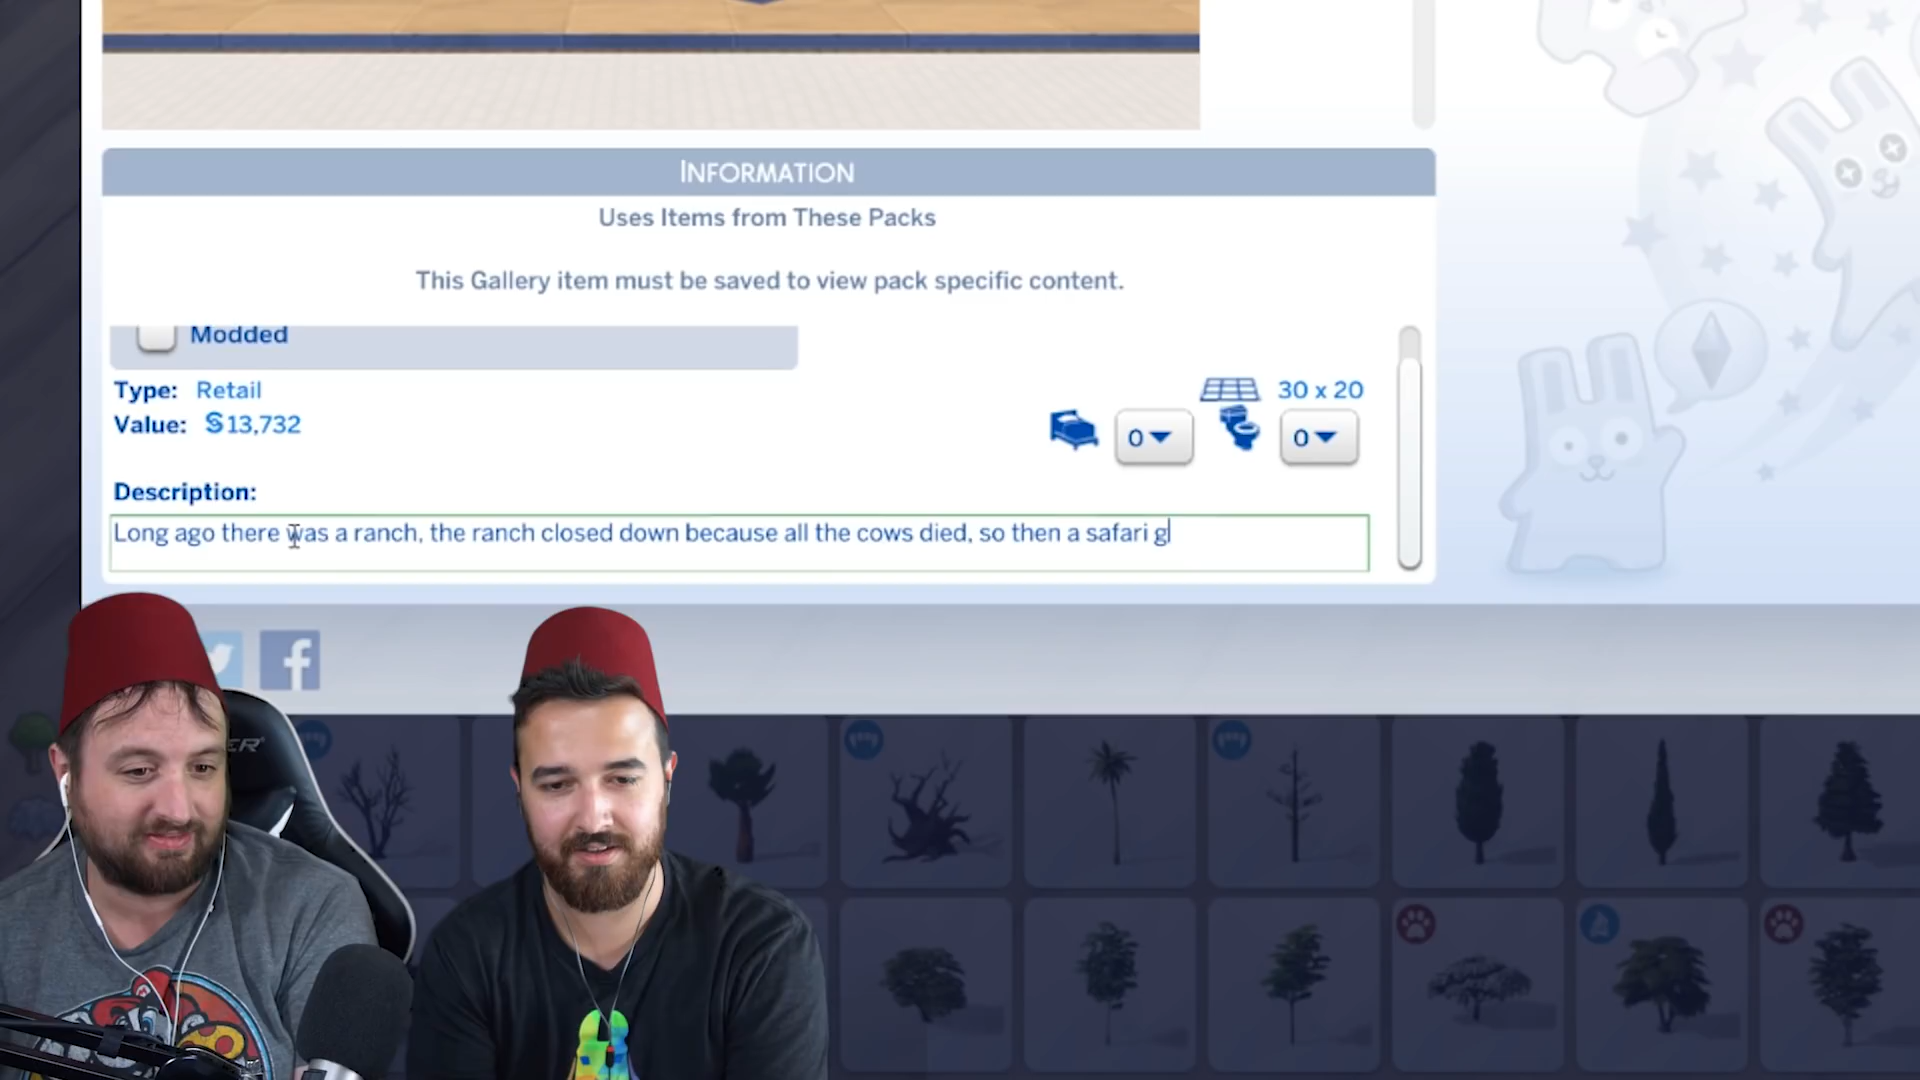 INFORMATION
Uses Items from These Packs
This Gallery item must be saved to view pack specific content.
Modded
Type: Retail
30 x 20
Value: §13,732
0
0
Description:
Long ago there was a ranch, the ranch closed down because all the cows died, so then a safari g